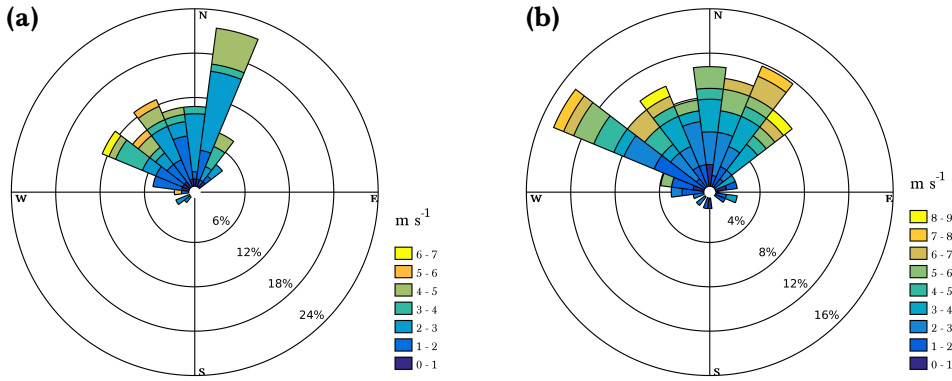 (a)
N
W
E
S
6%
12%
18%
24%
m s-1
6 - 7
5 - 6
4 - 5
3 - 4
2 - 3
1 - 2
0 - 1
(b)
N
W
E
S
4%
8%
12%
16%
m s-1
8 - 9
7 - 8
6 - 7
5 - 6
4 - 5
3 - 4
2 - 3
1 - 2
0 - 1